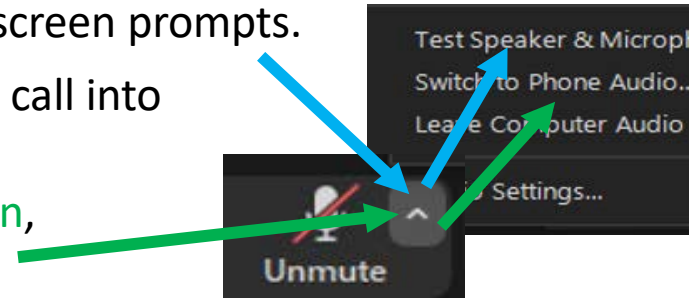 screen prompts.
call into
n,
Test Speaker & Microph
Switch to Phone Audio...
Leave Computer Audio
Settings...
Unmute